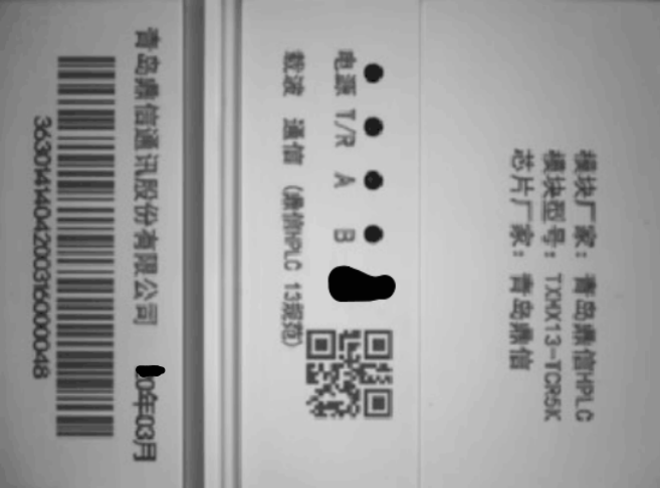 模块厂家：青岛鼎信HPLC
模块型号：TXHX13-TCR5K
芯片厂家：青岛鼎信
电源 T/R A B
载波 通信 (鼎信HPLC 13规范)
青岛鼎信通讯股份有限公司 0年03月
3630141404200316000048